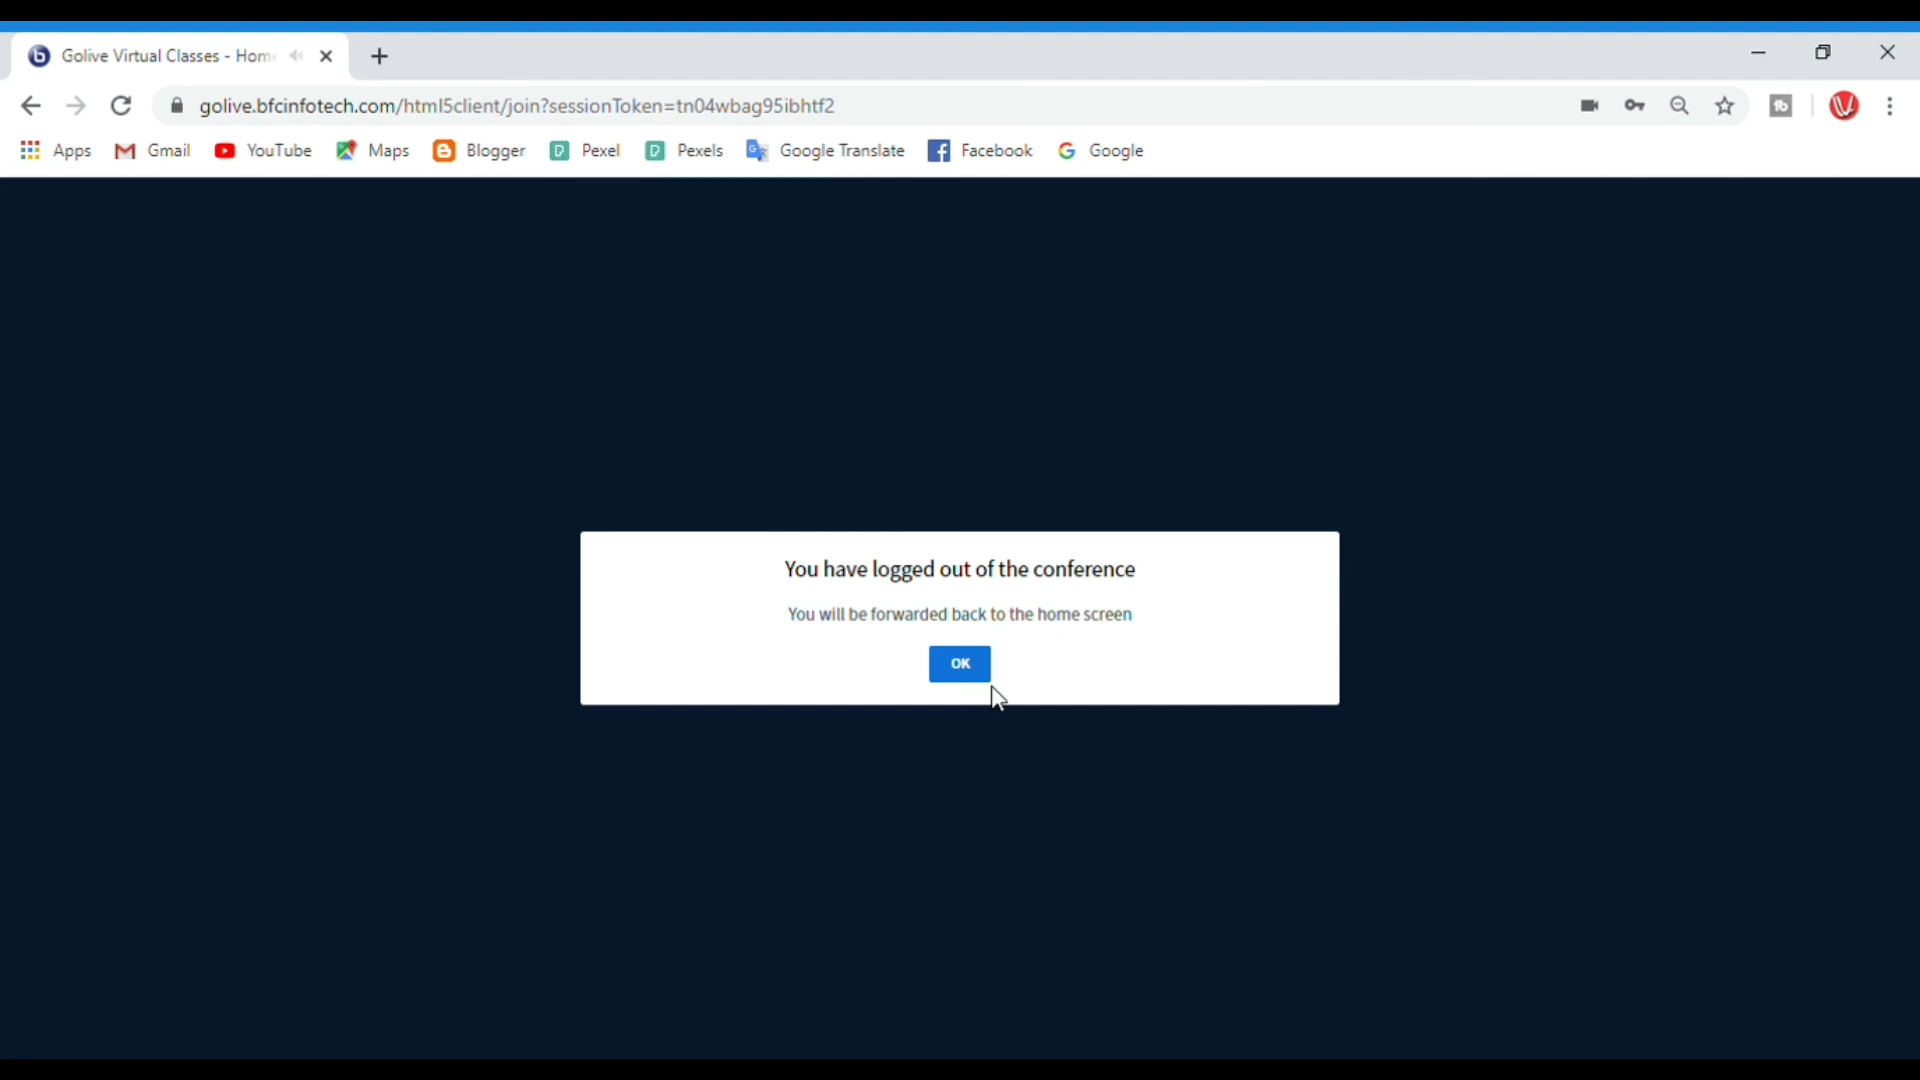 Golive Virtual Classes - Hom
golive.bfcinfotech.com/html5client/join?sessionToken=tn04wbag95ibhtf2
Apps Gmail YouTube Maps Blogger Pexel Pexels Google Translate Facebook Google
You have logged out of the conference
You will be forwarded back to the home screen
OK